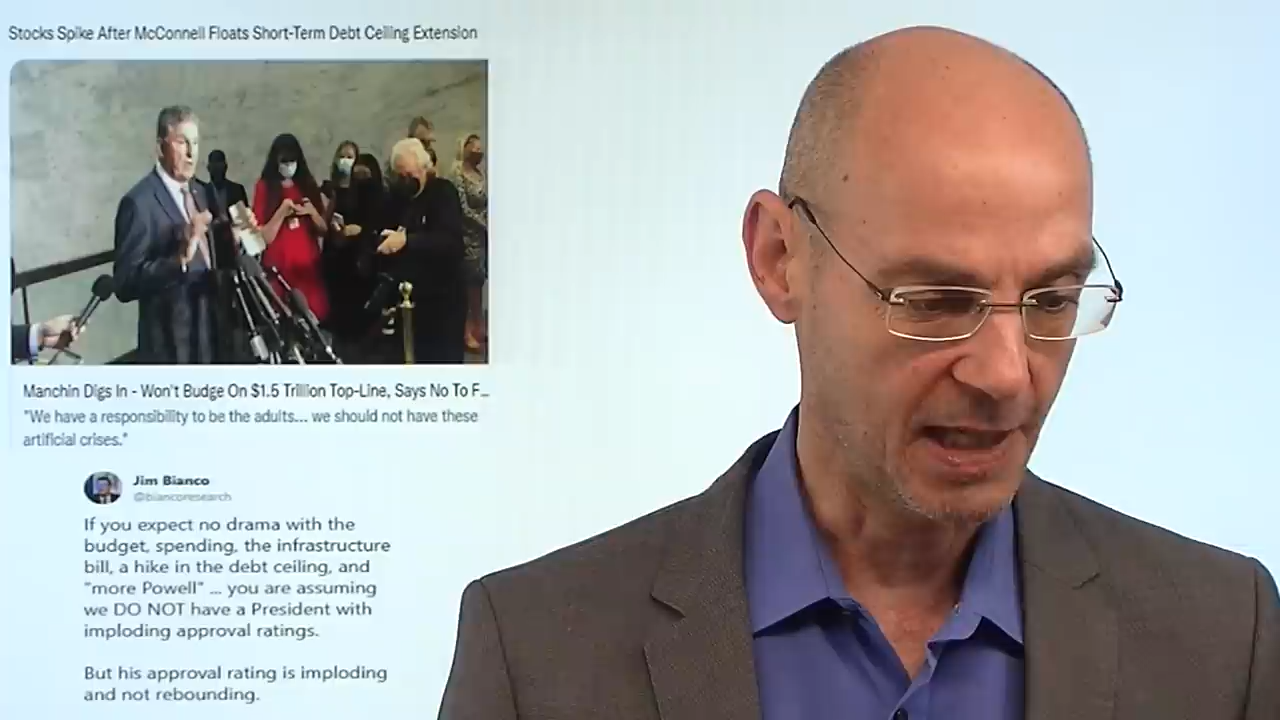 Stocks Spike After McConnell Floats Short-Term Debt Ceiling Extension
Manchin Digs In - Won't Budge On $1.5 Trillion Top-Line, Says No To F...
"We have a responsibility to be the adults... we should not have these
artificial crises."
Jim Bianco
@biancoresearch
If you expect no drama with the
budget, spending, the infrastructure
bill, a hike in the debt ceiling, and
"more Powell" ... you are assuming
we DO NOT have a President with
imploding approval ratings.
But his approval rating is imploding
and not rebounding.